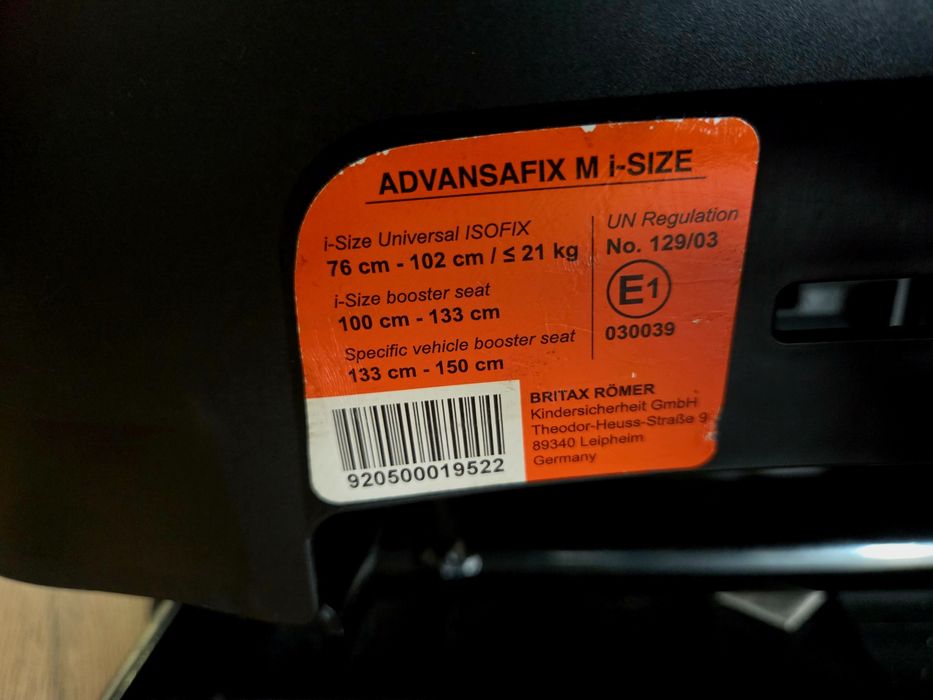 ADVANSAFIX M i-SIZE
i-Size Universal ISOFIX
76 cm - 102 cm / ≤ 21 kg
i-Size booster seat
100 cm - 133 cm
Specific vehicle booster seat
133 cm - 150 cm
UN Regulation
No. 129/03
E1
030039
920500019522
BRITAX RÖMER
Kindersicherheit GmbH
Theodor-Heuss-Straße 9
89340 Leipheim
Germany